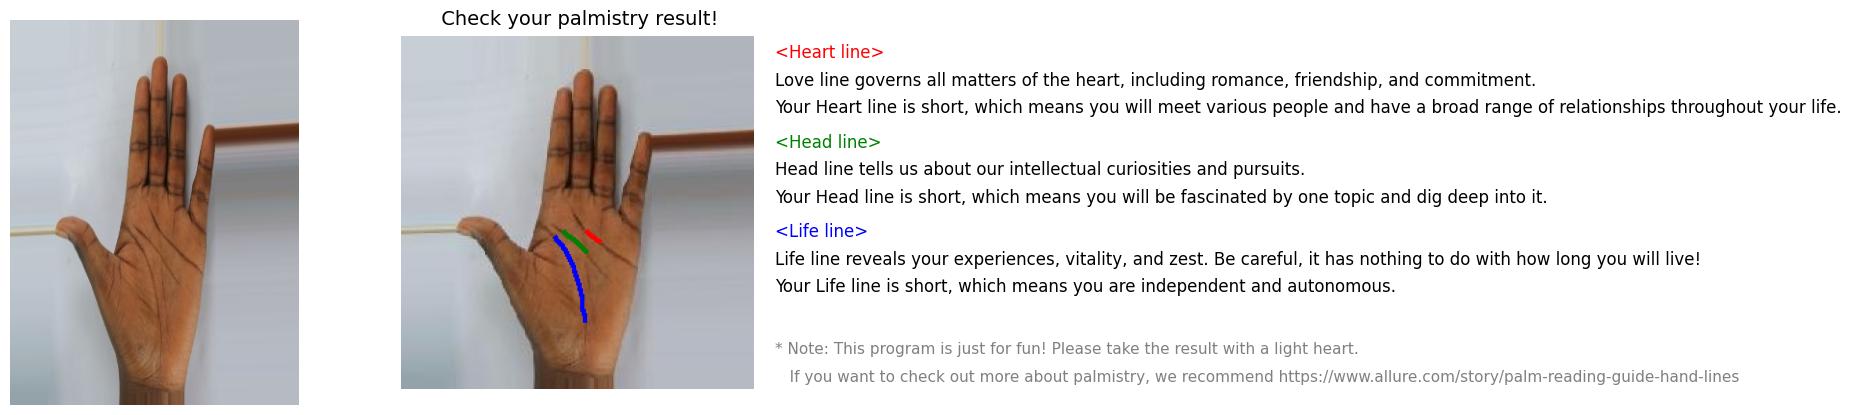 Check your palmistry result!
<Heart line>
Love line governs all matters of the heart, including romance, friendship, and commitment.
Your Heart line is short, which means you will meet various people and have a broad range of relationships throughout your life.
<Head line>
Head line tells us about our intellectual curiosities and pursuits.
Your Head line is short, which means you will be fascinated by one topic and dig deep into it.
<Life line>
Life line reveals your experiences, vitality, and zest. Be careful, it has nothing to do with how long you will live!
Your Life line is short, which means you are independent and autonomous.
* Note: This program is just for fun! Please take the result with a light heart.
If you want to check out more about palmistry, we recommend https://www.allure.com/story/palm-reading-guide-hand-lines